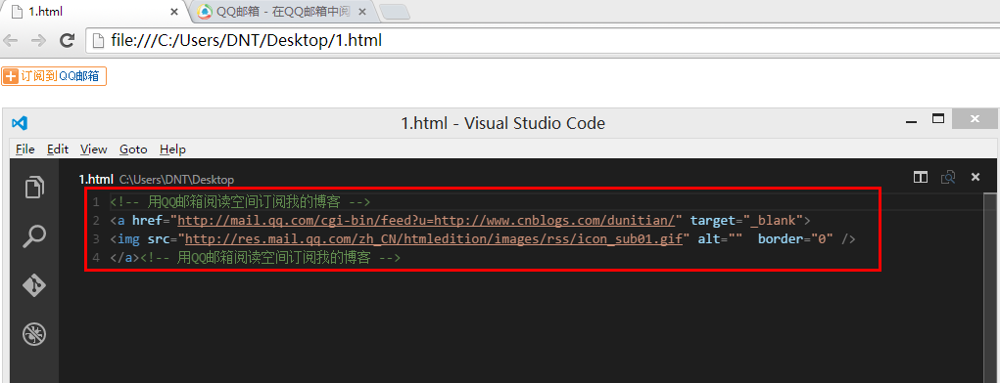 1.html
QQ邮箱 - 在QQ邮箱中阅
file:///C:/Users/DNT/Desktop/1.html
订阅到QQ邮箱
1.html - Visual Studio Code
File Edit View Goto Help
1.html C:\Users\DNT\Desktop
1 <!-- 用QQ邮箱阅读空间订阅我的博客 -->
2 <a href="http://mail.qq.com/cgi-bin/feed?u=http://www.cnblogs.com/dunitian/" target="_blank">
3 <img src="http://res.mail.qq.com/zh_CN/htmledition/images/rss/icon_sub01.gif" alt=""  border="0" />
4 </a><!-- 用QQ邮箱阅读空间订阅我的博客 -->